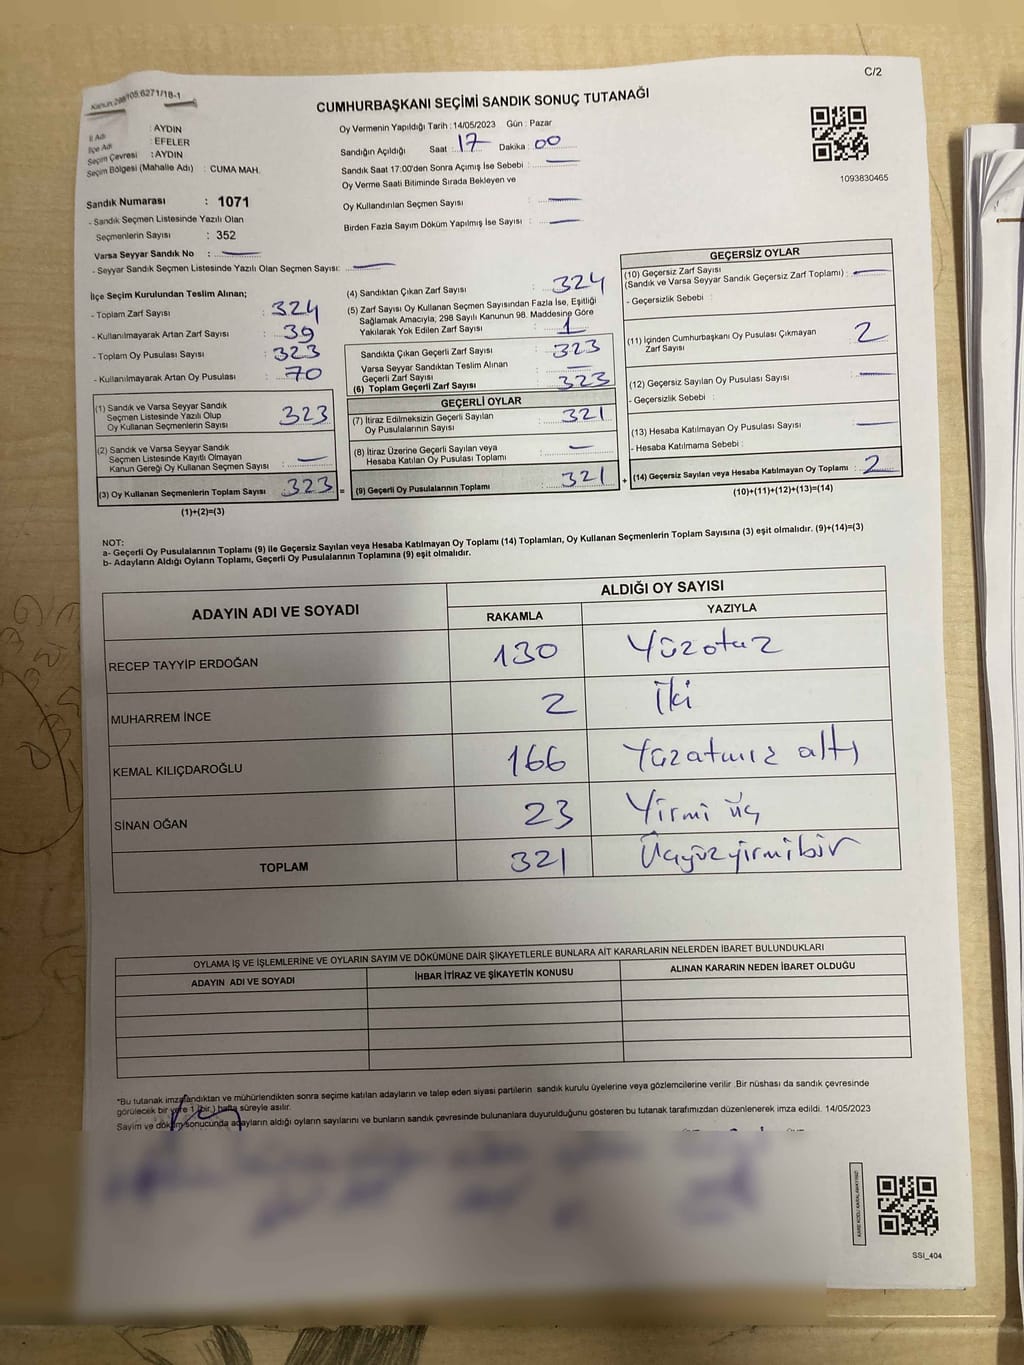 C/2
Kanun:298/105;6271/18-1
CUMHURBAŞKANI SEÇİMİ SANDIK SONUÇ TUTANAĞI
1093830465
İl Adı : AYDIN
İlçe Adı : EFELER
Seçim Çevresi : AYDIN
Seçim Bölgesi (Mahalle Adı) : CUMA MAH.
Oy Vermenin Yapıldığı Tarih : 14/05/2023 Gün : Pazar
Sandığın Açıldığı Saat : 17 Dakika : 00
Sandık Saat 17:00'den Sonra Açılmış İse Sebebi : —
Oy Verme Saati Bitiminde Sırada Bekleyen ve
Oy Kullandırılan Seçmen Sayısı : —
Birden Fazla Sayım Döküm Yapılmış İse Sayısı : —
Sandık Numarası : 1071
- Sandık Seçmen Listesinde Yazılı Olan
Seçmenlerin Sayısı : 352
Varsa Seyyar Sandık No : —
- Seyyar Sandık Seçmen Listesinde Yazılı Olan Seçmen Sayısı: —
İlçe Seçim Kurulundan Teslim Alınan;
- Toplam Zarf Sayısı : 324
- Kullanılmayarak Artan Zarf Sayısı : 39
- Toplam Oy Pusulası Sayısı : 323
- Kullanılmayarak Artan Oy Pusulası : 70
(1) Sandık ve Varsa Seyyar Sandık
Seçmen Listesinde Yazılı Olup
Oy Kullanan Seçmenlerin Sayısı : 323
(2) Sandık ve Varsa Seyyar Sandık
Seçmen Listesinde Kayıtlı Olmayan
Kanun Gereği Oy Kullanan Seçmen Sayısı : —
(3) Oy Kullanan Seçmenlerin Toplam Sayısı : 323 =
(1)+(2)=(3)
(4) Sandıktan Çıkan Zarf Sayısı : 324
(5) Zarf Sayısı Oy Kullanan Seçmen Sayısından Fazla İse, Eşitliği
Sağlamak Amacıyla; 298 Sayılı Kanunun 98. Maddesine Göre
Yakılarak Yok Edilen Zarf Sayısı : 1
Sandıkta Çıkan Geçerli Zarf Sayısı : 323
Varsa Seyyar Sandıktan Teslim Alınan
Geçerli Zarf Sayısı : —
(6) Toplam Geçerli Zarf Sayısı : 323
GEÇERLİ OYLAR
(7) İtiraz Edilmeksizin Geçerli Sayılan
Oy Pusulalarının Sayısı : 321
(8) İtiraz Üzerine Geçerli Sayılan veya
Hesaba Katılan Oy Pusulası Toplamı : —
(9) Geçerli Oy Pusulalarının Toplamı : 321 +
GEÇERSİZ OYLAR
(10) Geçersiz Zarf Sayısı
(Sandık ve Varsa Seyyar Sandık Geçersiz Zarf Toplamı) : —
- Geçersizlik Sebebi :
(11) İçinden Cumhurbaşkanı Oy Pusulası Çıkmayan
Zarf Sayısı : 2
(12) Geçersiz Sayılan Oy Pusulası Sayısı : —
- Geçersizlik Sebebi :
(13) Hesaba Katılmayan Oy Pusulası Sayısı : —
- Hesaba Katılmama Sebebi :
(14) Geçersiz Sayılan veya Hesaba Katılmayan Oy Toplamı : 2
(10)+(11)+(12)+(13)=(14)
NOT:
a- Geçerli Oy Pusulalarının Toplamı (9) ile Geçersiz Sayılan veya Hesaba Katılmayan Oy Toplamı (14) Toplamları, Oy Kullanan Seçmenlerin Toplam Sayısına (3) eşit olmalıdır. (9)+(14)=(3)
b- Adayların Aldığı Oyların Toplamı, Geçerli Oy Pusulalarının Toplamına (9) eşit olmalıdır.
ADAYIN ADI VE SOYADI
ALDIĞI OY SAYISI
RAKAMLA YAZIYLA
RECEP TAYYİP ERDOĞAN 130 Yüzotuz
MUHARREM İNCE 2 İki
KEMAL KILIÇDAROĞLU 166 Yüzatmız altı
SİNAN OĞAN 23 Yirmi üç
TOPLAM 321 Üçyüzyirmibir
OYLAMA İŞ VE İŞLEMLERİNE VE OYLARIN SAYIM VE DÖKÜMÜNE DAİR ŞİKAYETLERLE BUNLARA AİT KARARLARIN NELERDEN İBARET BULUNDUKLARI
ADAYIN ADI VE SOYADI İHBAR İTİRAZ VE ŞİKAYETİN KONUSU ALINAN KARARIN NEDEN İBARET OLDUĞU
*Bu tutanak imzalandıktan ve mühürlendikten sonra seçime katılan adayların ve talep eden siyasi partilerin sandık kurulu üyelerine veya gözlemcilerine verilir. Bir nüshası da sandık çevresinde
görülecek bir yere 1 (bir) hafta süreyle asılır.
Sayım ve döküm sonucunda adayların aldığı oyların sayılarını ve bunların sandık çevresinde bulunanlara duyurulduğunu gösteren bu tutanak tarafımızdan düzenlenerek imza edildi. 14/05/2023
SSI_404